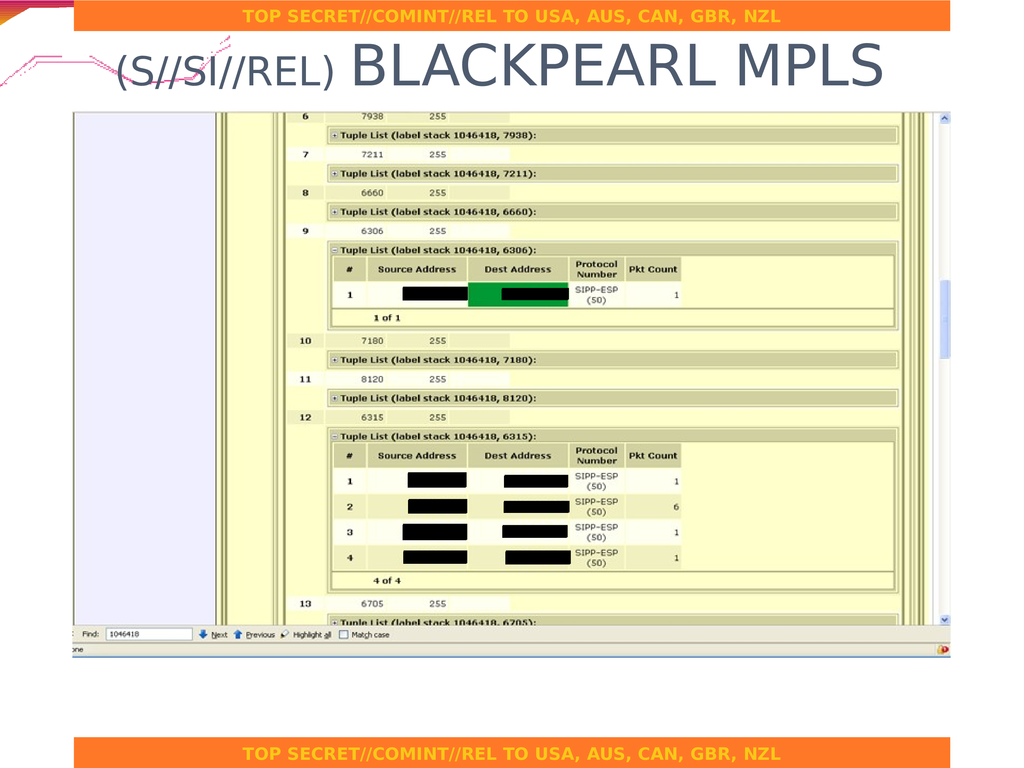 TOP SECRET//COMINT//REL TO USA, AUS, CAN, GBR, NZL
(S//SI//REL) BLACKPEARL MPLS
6 7938 255
Tuple List (label stack 1046418, 7938):
7 7211 255
Tuple List (label stack 1046418, 7211):
8 6660 255
Tuple List (label stack 1046418, 6660):
9 6306 255
Tuple List (label stack 1046418, 6306):
# Source Address Dest Address Protocol Number Pkt Count
1 SIPP-ESP (50) 1
1 of 1
10 7180 255
Tuple List (label stack 1046418, 7180):
11 8120 255
Tuple List (label stack 1046418, 8120):
12 6315 255
Tuple List (label stack 1046418, 6315):
# Source Address Dest Address Protocol Number Pkt Count
1 SIPP-ESP (50) 1
2 SIPP-ESP (50) 6
3 SIPP-ESP (50) 1
4 SIPP-ESP (50) 1
4 of 4
13 6705 255
Tuple List (label stack 1046418, 6705):
Find: 1046418 Next Previous Highlight all Match case
one
TOP SECRET//COMINT//REL TO USA, AUS, CAN, GBR, NZL